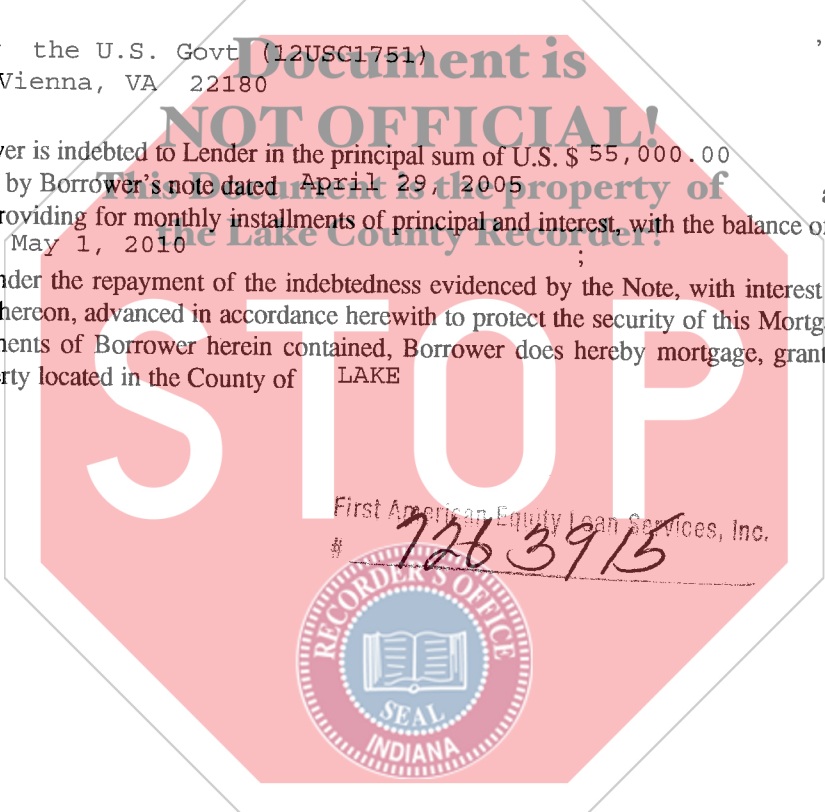 the U.S. Govt (12USC1751)
Document is
Vienna, VA 22180
NOT OFFICIAL!
er is indebted to Lender in the principal sum of U.S. $ 55,000.00
This Document is the property of
by Borrower's note dated April 29, 2005
roviding for monthly installments of principal and interest, with the balance o
the Lake County Recorder!
May 1, 2010
;
nder the repayment of the indebtedness evidenced by the Note, with interest
hereon, advanced in accordance herewith to protect the security of this Mortga
nents of Borrower herein contained, Borrower does hereby mortgage, grant
rty located in the County of LAKE
STOP
First American Equity Loan Services, Inc.
# 7263915
RECORDER'S OFFICE
SEAL
INDIANA